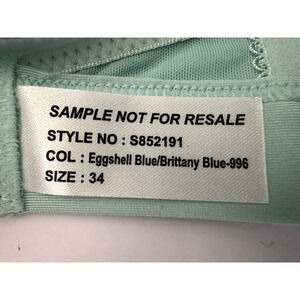 SAMPLE NOT FOR RESALE
STYLE NO : S852191
COL : Eggshell Blue/Brittany Blue-996
SIZE : 34